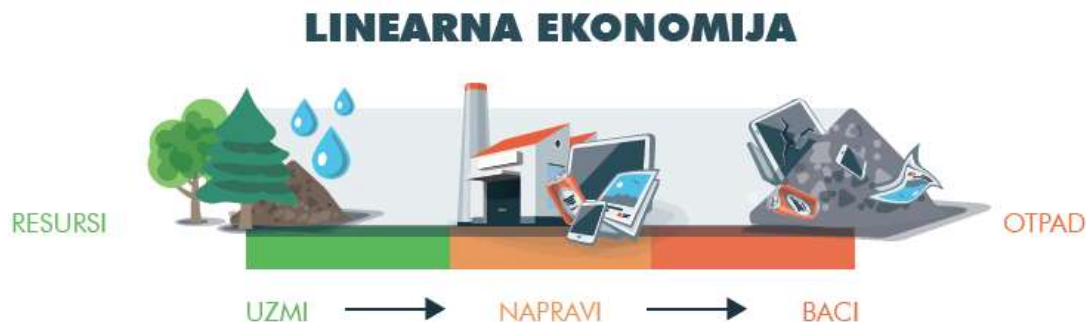 LINEARNA EKONOMIJA
RESURSI
OTPAD
UZMI
NAPRAVI
BACI